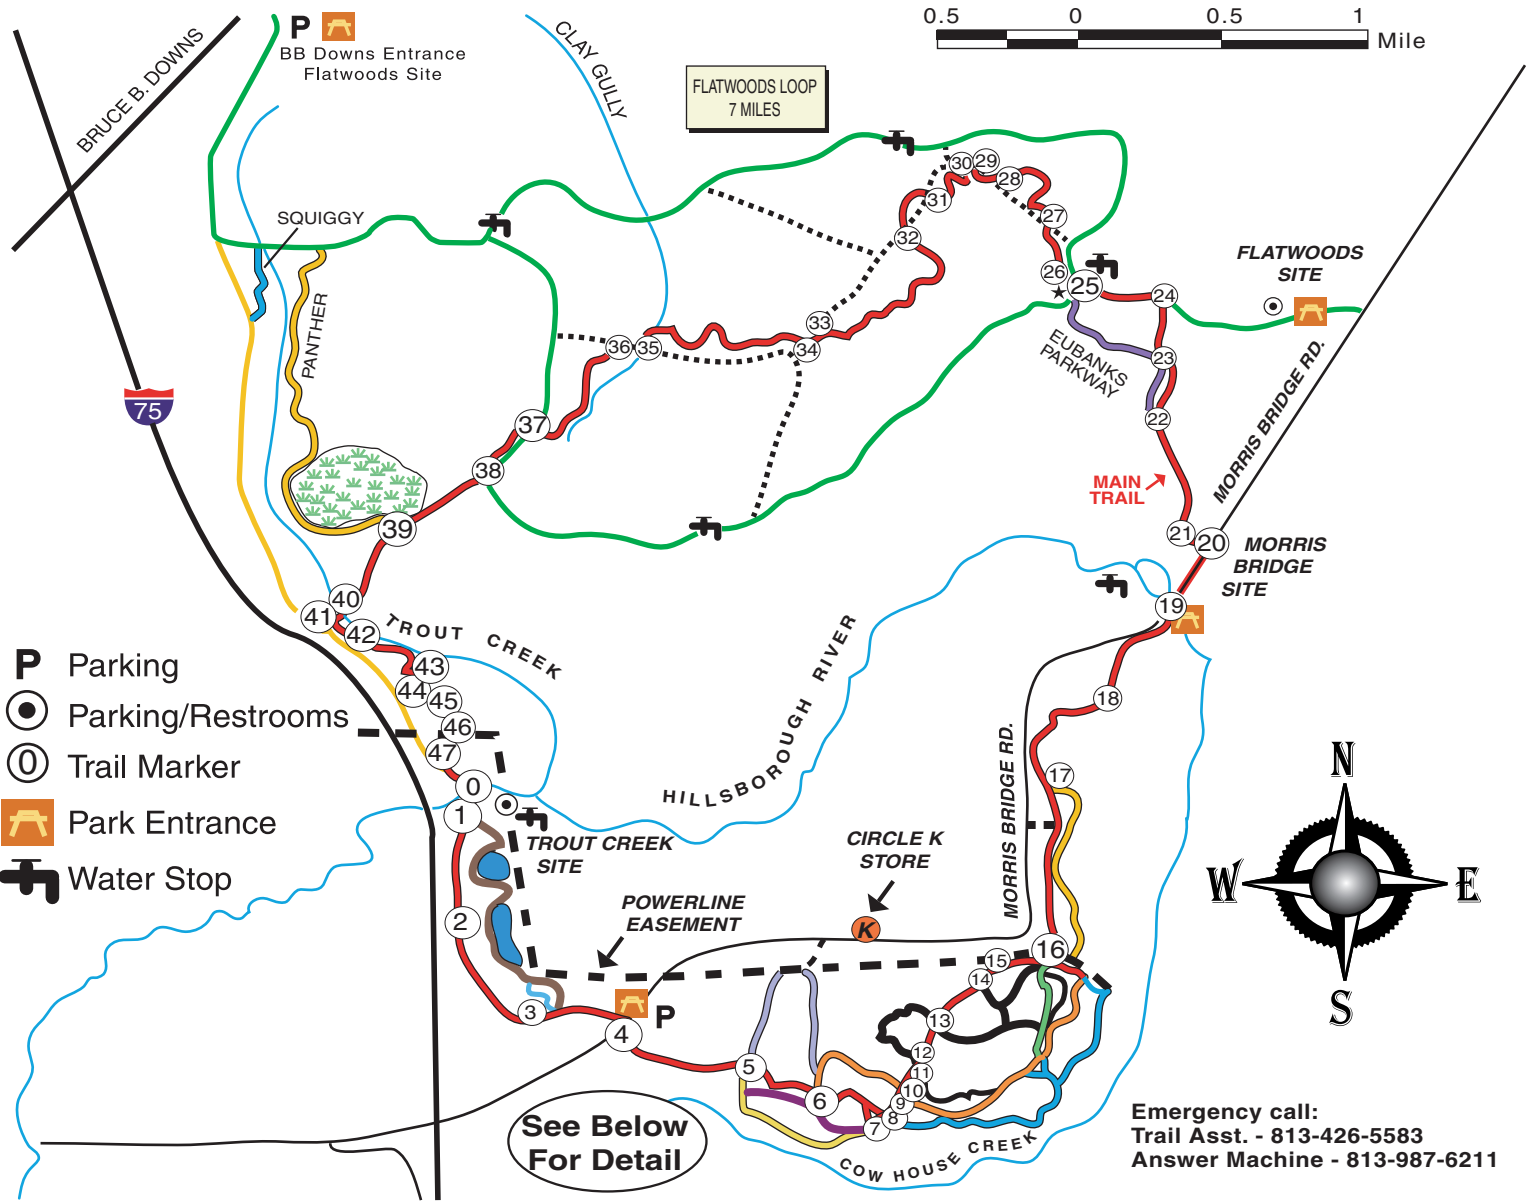 0.5 0 0.5 1
Mile
P
BB Downs Entrance
Flatwoods Site
BRUCE B. DOWNS
CLAY GULLY
FLATWOODS LOOP
7 MILES
SQUIGGY
PANTHER
75
30
29
28
31
27
32
26
25
24
33
34
35
36
23
22
37
38
39
21
20
19
40
41
42
43
44
45
46
47
0
1
2
3
4
5
6
7
8
9
10
11
12
13
14
15
16
17
18
FLATWOODS
SITE
EUBANKS
PARKWAY
MORRIS BRIDGE RD.
MAIN
TRAIL
MORRIS
BRIDGE
SITE
TROUT CREEK
HILLSBOROUGH RIVER
P Parking
Parking/Restrooms
0 Trail Marker
Park Entrance
Water Stop
TROUT CREEK
SITE
POWERLINE
EASEMENT
CIRCLE K
STORE
K
MORRIS BRIDGE RD.
P
N
W
E
S
See Below
For Detail
COW HOUSE CREEK
Emergency call:
Trail Asst. - 813-426-5583
Answer Machine - 813-987-6211